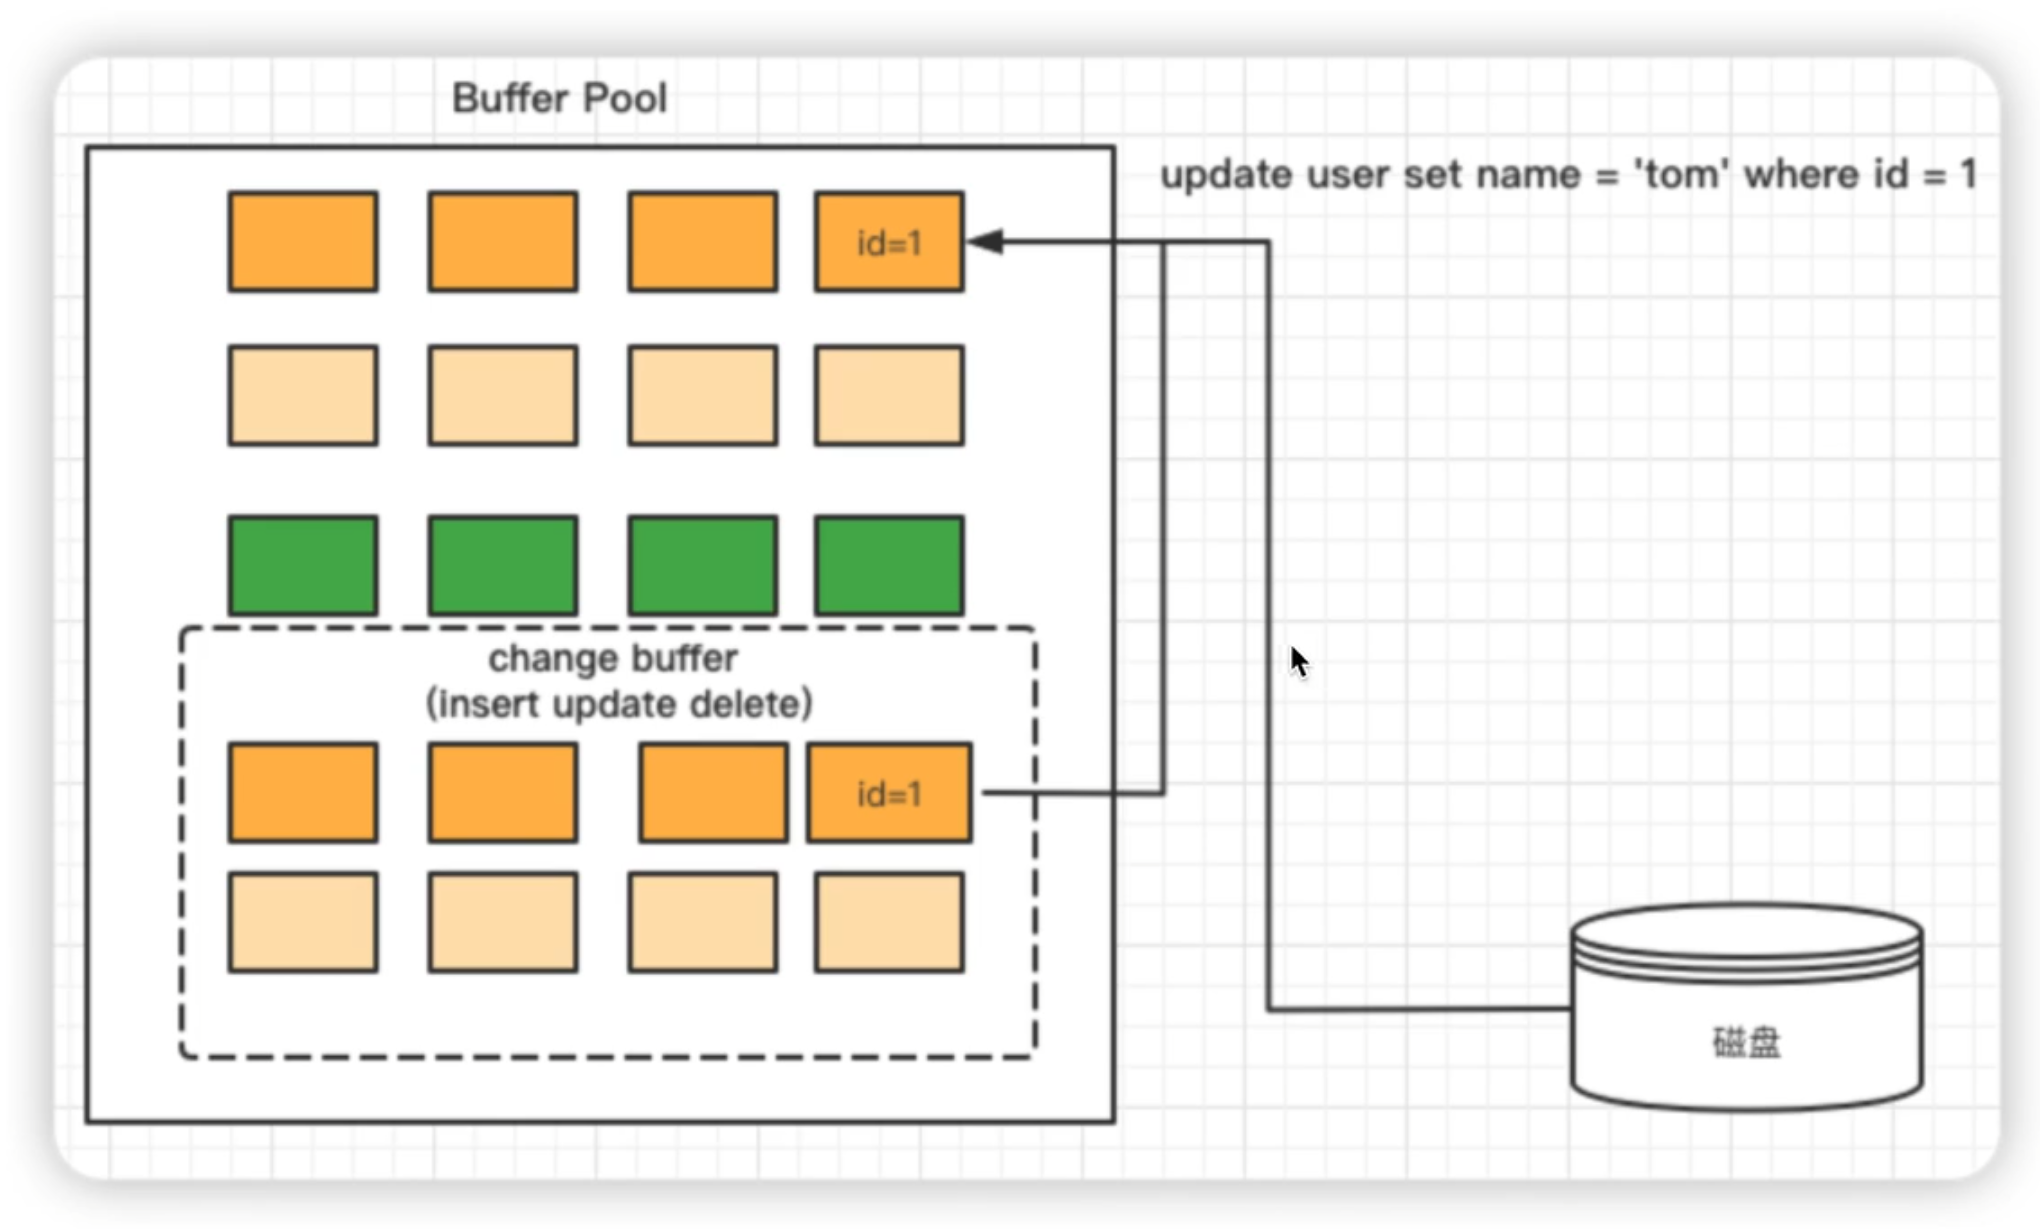 Buffer Pool
update user set name = 'tom' where id = 1
id=1
change buffer
(insert update delete)
id=1
磁盘